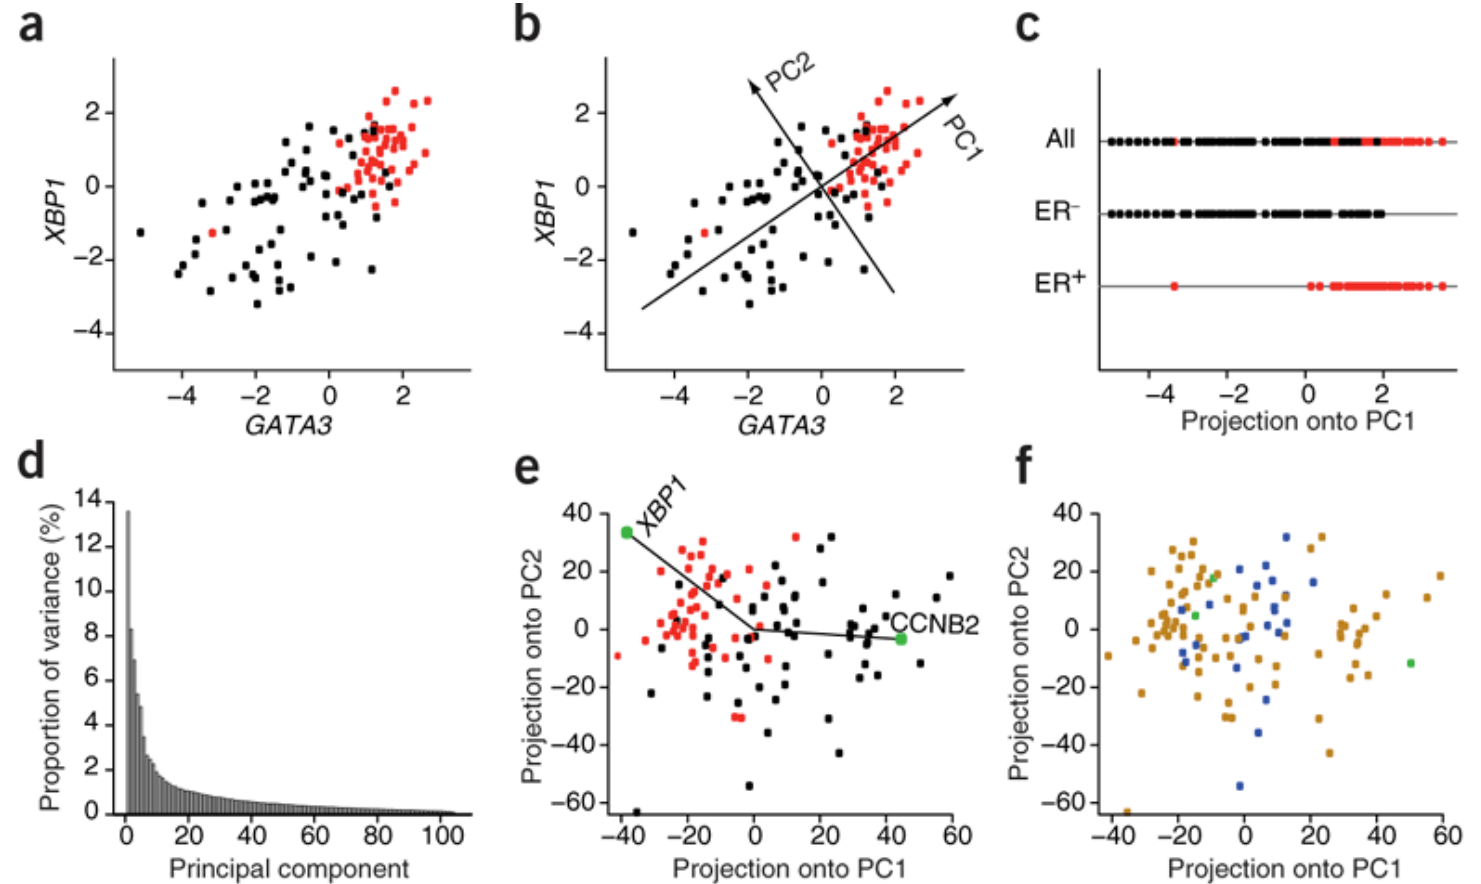 a
XBP1
2
0
−2
−4
−4
−2
0
2
GATA3
b
XBP1
PC2
PC1
2
0
−2
−4
−4
−2
0
2
GATA3
c
All
ER−
ER+
−4
−2
0
2
Projection onto PC1
d
Proportion of variance (%)
14
12
10
8
6
4
2
0
0
20
40
60
80
100
Principal component
e
Projection onto PC2
40
20
0
−20
−40
−60
XBP1
CCNB2
−40
−20
0
20
40
60
Projection onto PC1
f
Projection onto PC2
40
20
0
−20
−40
−60
−40
−20
0
20
40
60
Projection onto PC1